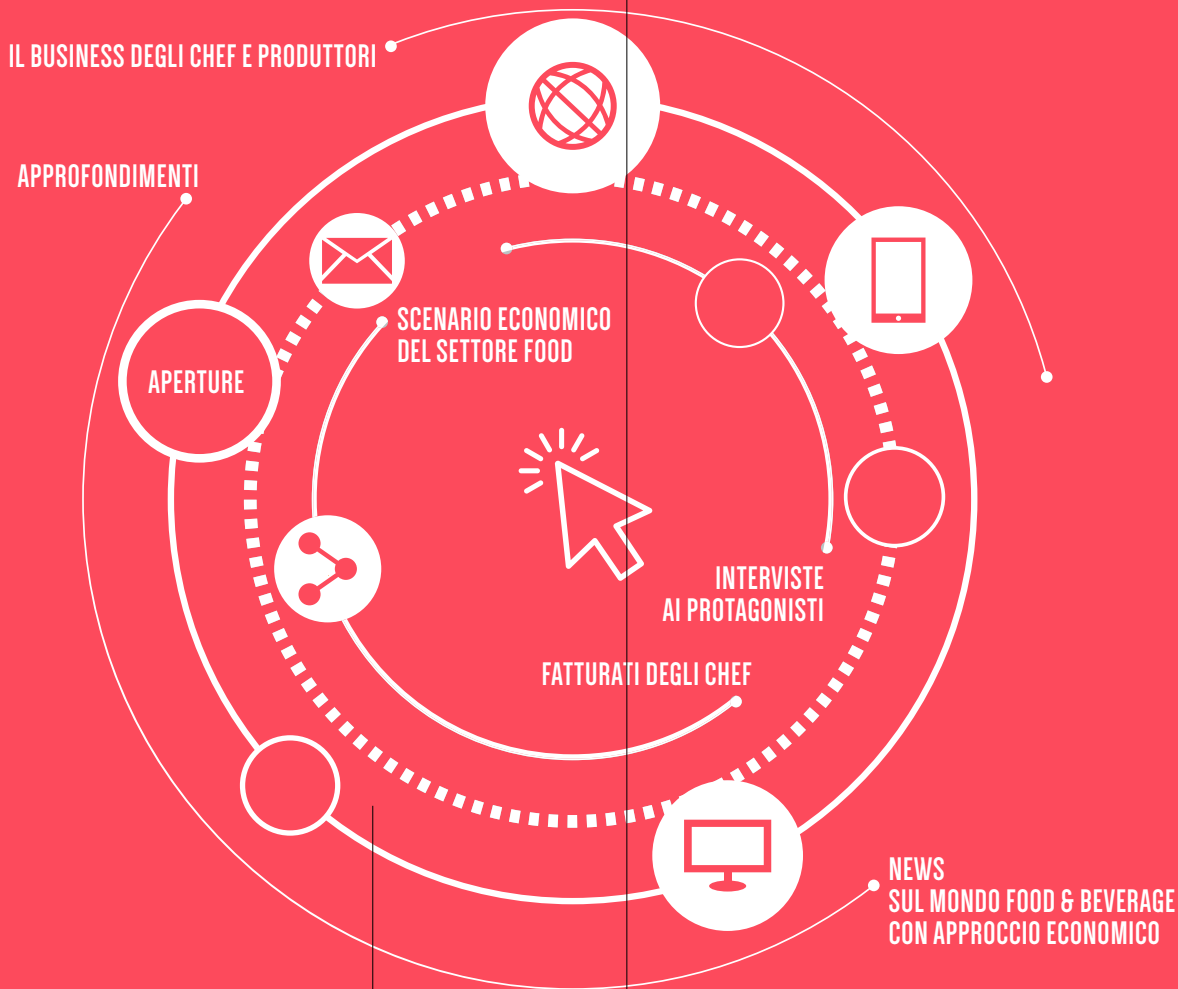 IL BUSINESS DEGLI CHEF E PRODUTTORI
APPROFONDIMENTI
SCENARIO ECONOMICO
DEL SETTORE FOOD
APERTURE
INTERVISTE
AI PROTAGONISTI
FATTURATI DEGLI CHEF
NEWS
SUL MONDO FOOD & BEVERAGE
CON APPROCCIO ECONOMICO